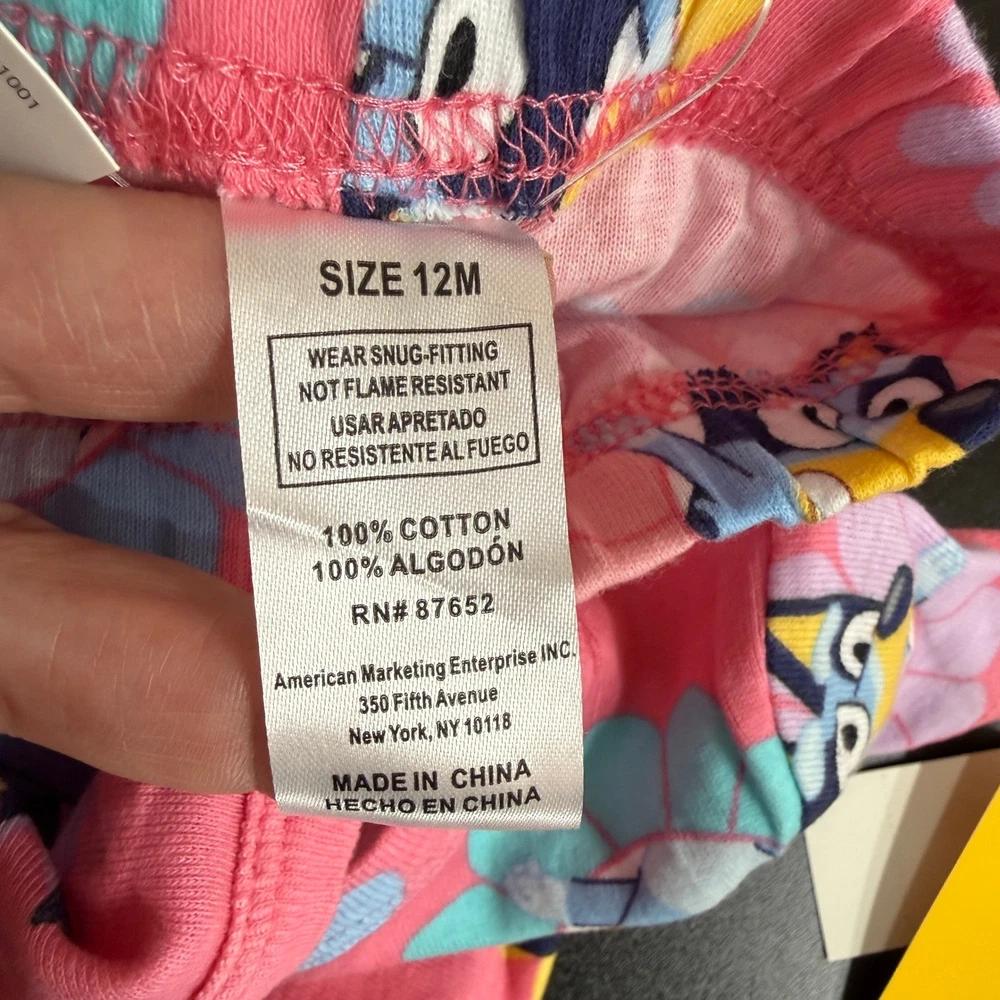 1001
SIZE 12M
WEAR SNUG-FITTING
NOT FLAME RESISTANT
USAR APRETADO
NO RESISTENTE AL FUEGO
100% COTTON
100% ALGODÓN
RN# 87652
American Marketing Enterprise INC.
350 Fifth Avenue
New York, NY 10118
MADE IN CHINA
HECHO EN CHINA